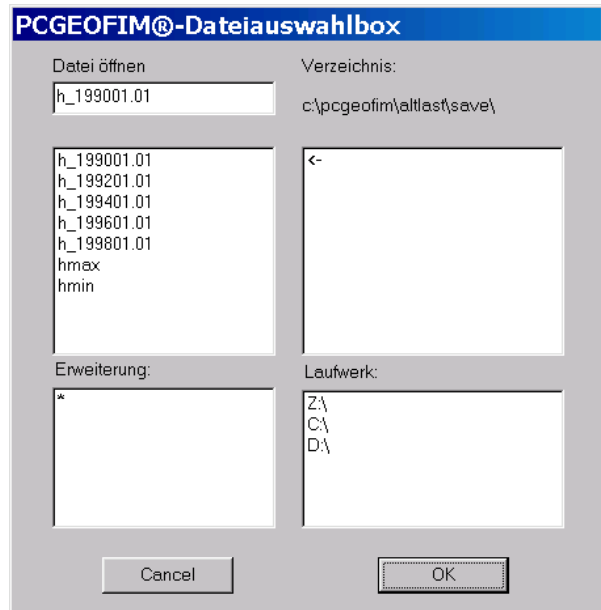 PCGEOFIM®-Dateiauswahlbox
Datei öffnen
h_199001.01
Verzeichnis:
c:\pcgeofim\altlast\save\
h_199001.01
h_199201.01
h_199401.01
h_199601.01
h_199801.01
hmax
hmin
<-
Erweiterung:
*
Laufwerk:
Z:\
C:\
D:\
Cancel
OK